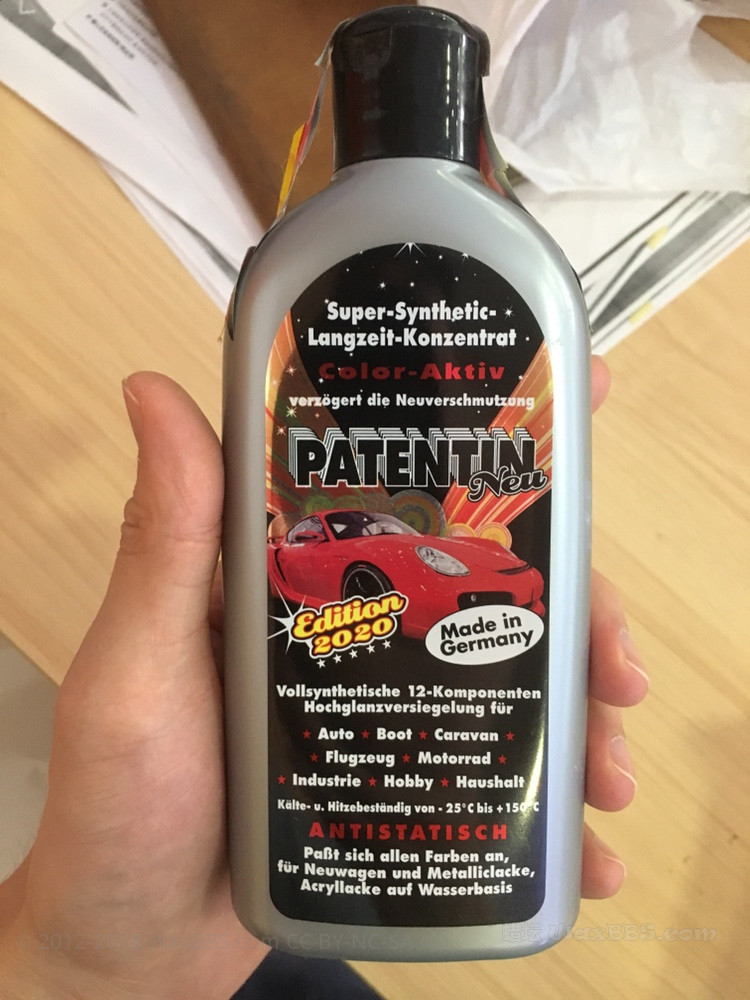 Super-Synthetic-
Langzeit-Konzentrat
Color-Aktiv
verzögert die Neuverschmutzung
PATENTIN
Neu
Edition
2020
Made in
Germany
Vollsynthetische 12-Komponenten
Hochglanzversiegelung für
★ Auto ★ Boot ★ Caravan ★
★ Flugzeug ★ Motorrad ★
★ Industrie ★ Hobby ★ Haushalt
Kälte- u. Hitzebeständig von - 25°C bis +150°C
ANTISTATISCH
Paßt sich allen Farben an,
für Neuwagen und Metalliclacke,
Acryllacke auf Wasserbasis